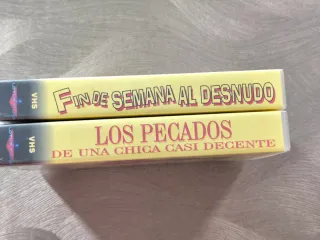 VHS
FIN DE SEMANA AL DESNUDO
VHS
LOS PECADOS
DE UNA CHICA CASI DECENTE